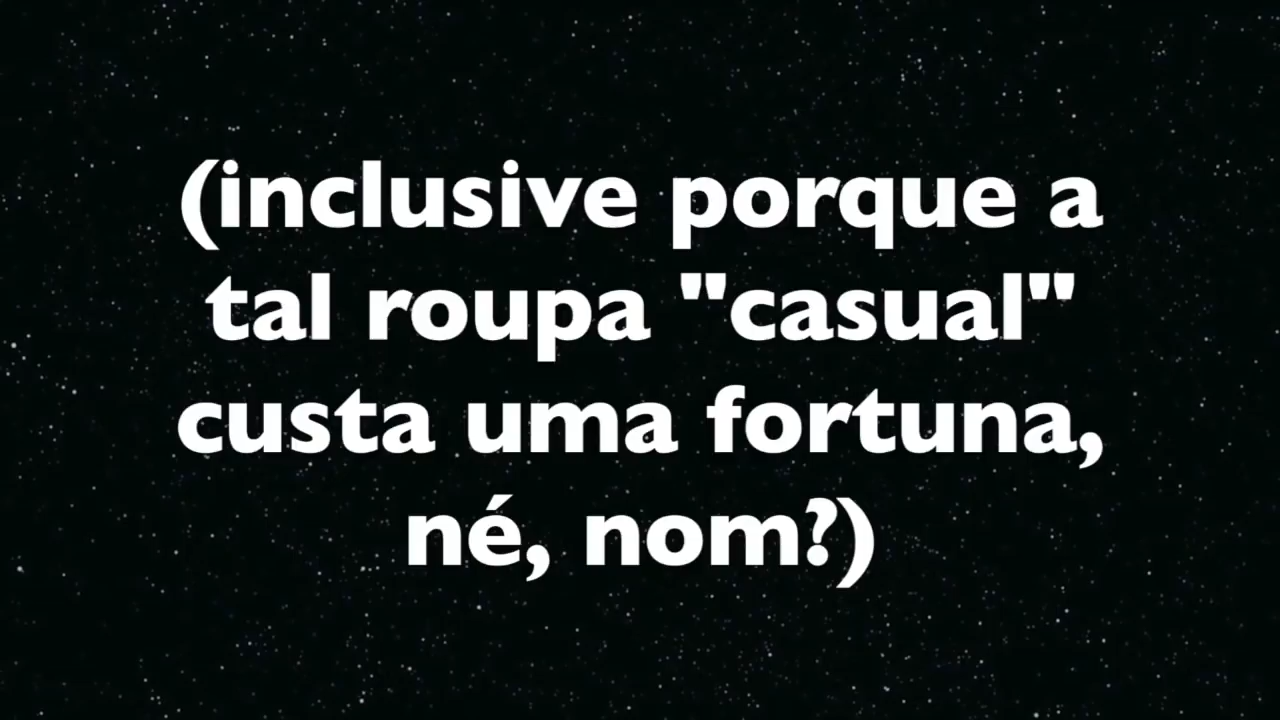 (inclusive porque a
tal roupa "casual"
custa uma fortuna,
né, nom?)